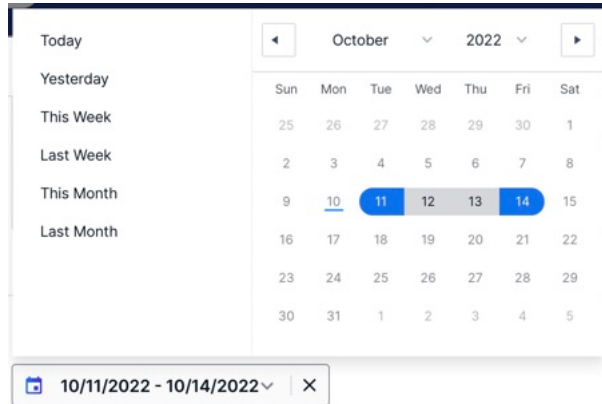 Today
Yesterday
This Week
Last Week
This Month
Last Month
October 2022
Sun Mon Tue Wed Thu Fri Sat
25 26 27 28 29 30 1
2 3 4 5 6 7 8
9 10 11 12 13 14 15
16 17 18 19 20 21 22
23 24 25 26 27 28 29
30 31 1 2 3 4 5
10/11/2022 - 10/14/2022